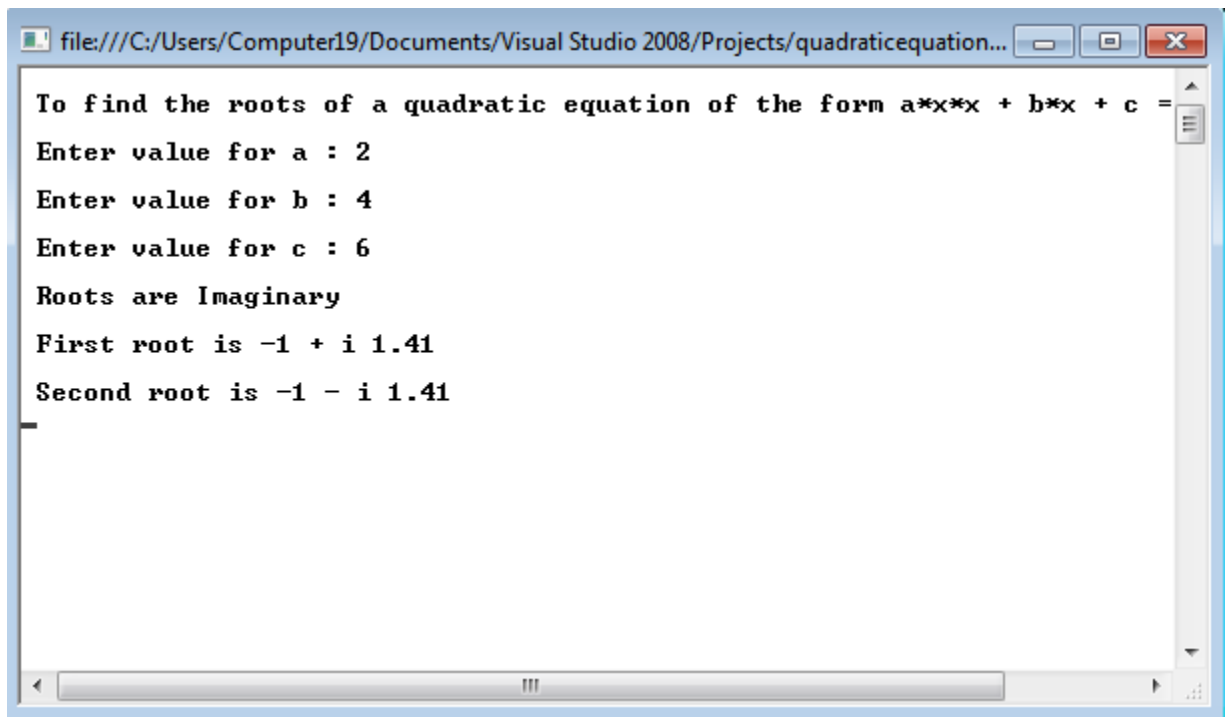 file:///C:/Users/Computer19/Documents/Visual Studio 2008/Projects/quadraticequation...
To find the roots of a quadratic equation of the form a*x*x + b*x + c =
Enter value for a : 2
Enter value for b : 4
Enter value for c : 6
Roots are Imaginary
First root is -1 + i 1.41
Second root is -1 - i 1.41